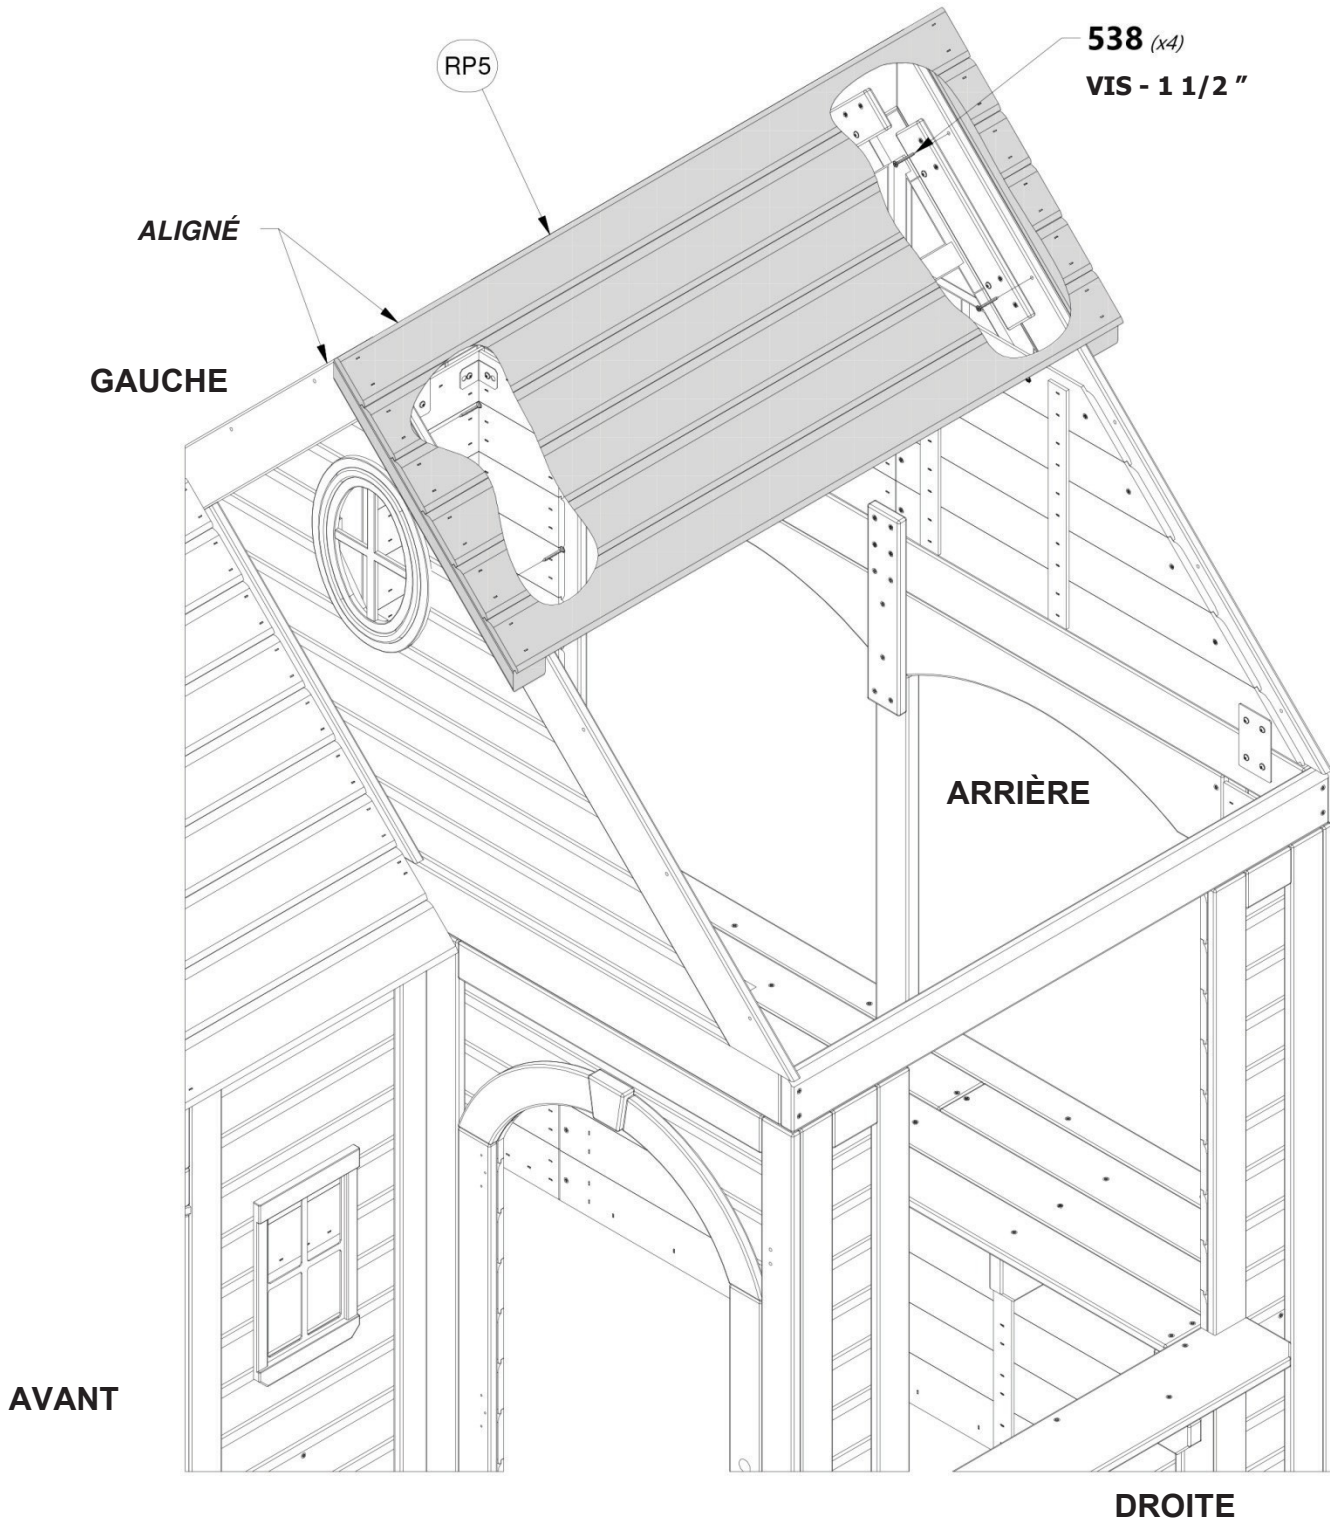 RP5
538 (x4)
VIS - 1 1/2 "
ALIGNÉ
GAUCHE
ARRIÈRE
AVANT
DROITE